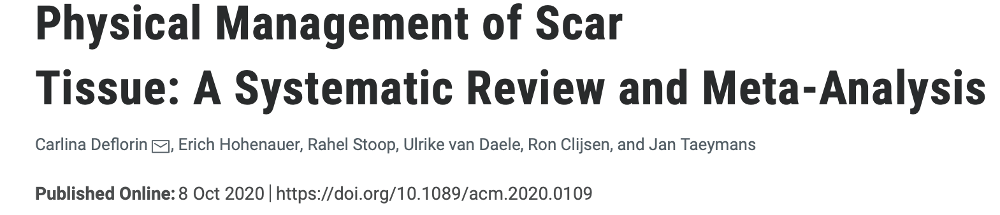 Physical Management of Scar
Tissue: A Systematic Review and Meta-Analysis
Carlina Deflorin, Erich Hohenauer, Rahel Stoop, Ulrike van Daele, Ron Clijsen, and Jan Taeymans
Published Online: 8 Oct 2020 | https://doi.org/10.1089/acm.2020.0109